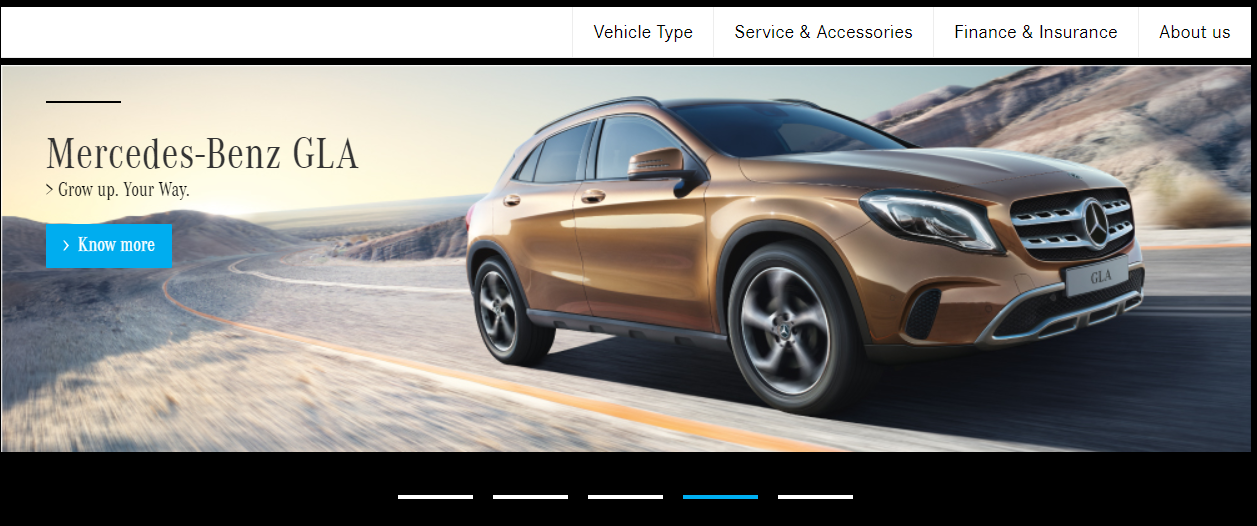 Vehicle Type
Service & Accessories
Finance & Insurance
About us
Mercedes-Benz GLA
> Grow up. Your Way.
> Know more
GLA